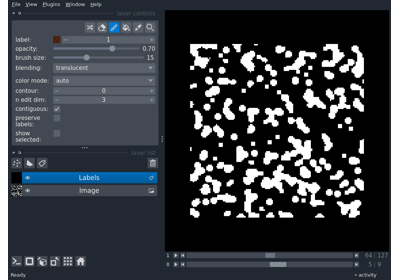 File View Plugins Window Help
layer controls
label: 1
opacity: 0.70
brush size: 15
blending: translucent
color mode: auto
contour: 0
n edit dim: 3
contiguous:
preserve labels:
show selected:
layer list
Labels
Image
1 64 127
0 5 9
Ready activity